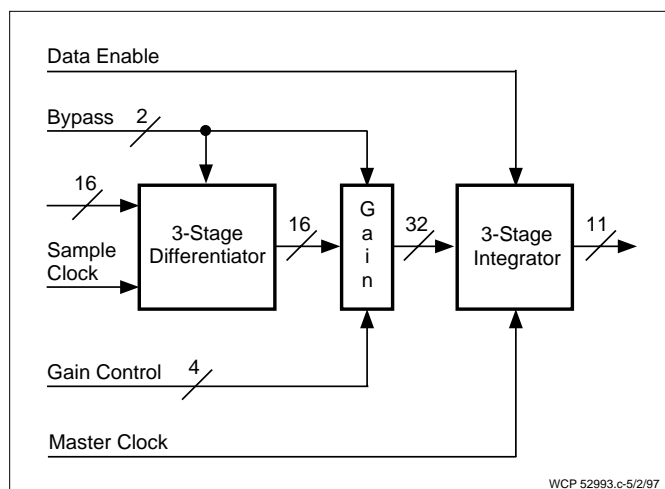 Data Enable
Bypass
2
16
3-Stage
Differentiator
Sample
Clock
16
G
a
i
n
32
3-Stage
Integrator
11
Gain Control
4
Master Clock
WCP 52993.c-5/2/97